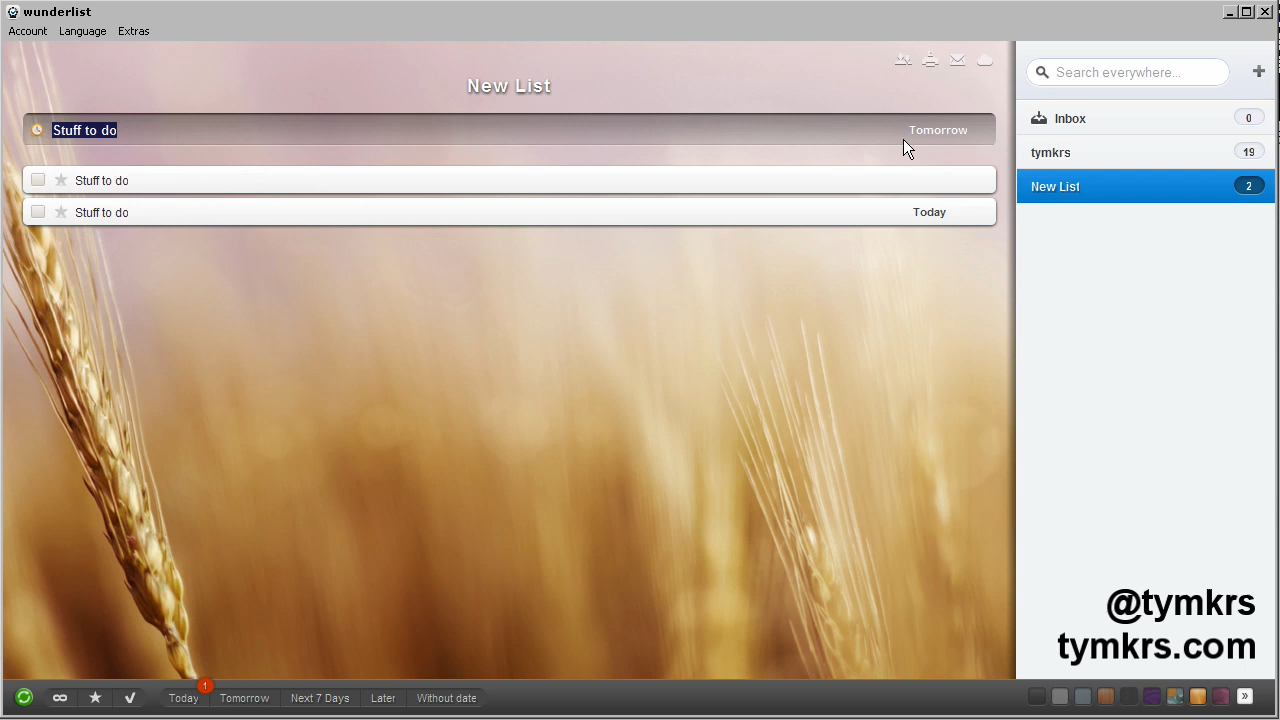 wunderlist
Account Language Extras
New List
Stuff to do Tomorrow
Stuff to do
Stuff to do Today
Search everywhere...
Inbox 0
tymkrs 19
New List 2
@tymkrs
tymkrs.com
1
Today Tomorrow Next 7 Days Later Without date